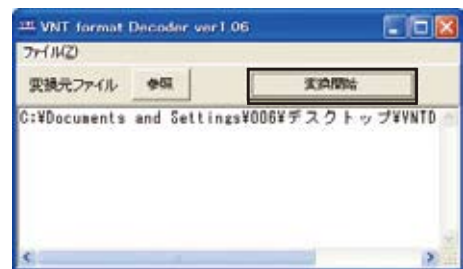 VNT format Decoder ver1.06
ファイル(Z)
変換元ファイル 参照 変換開始
C:¥Documents and Settings¥006¥デスクトップ¥VNTD